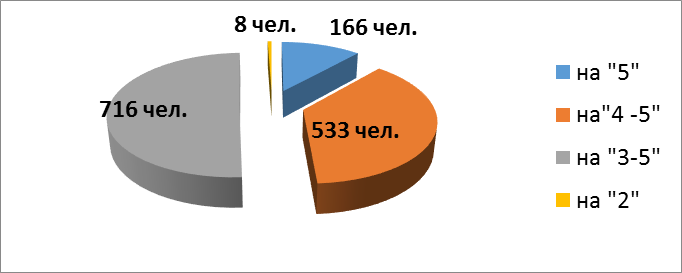 8 чел.
166 чел.
716 чел.
533 чел.
на "5"
на"4 -5"
на "3-5"
на "2"